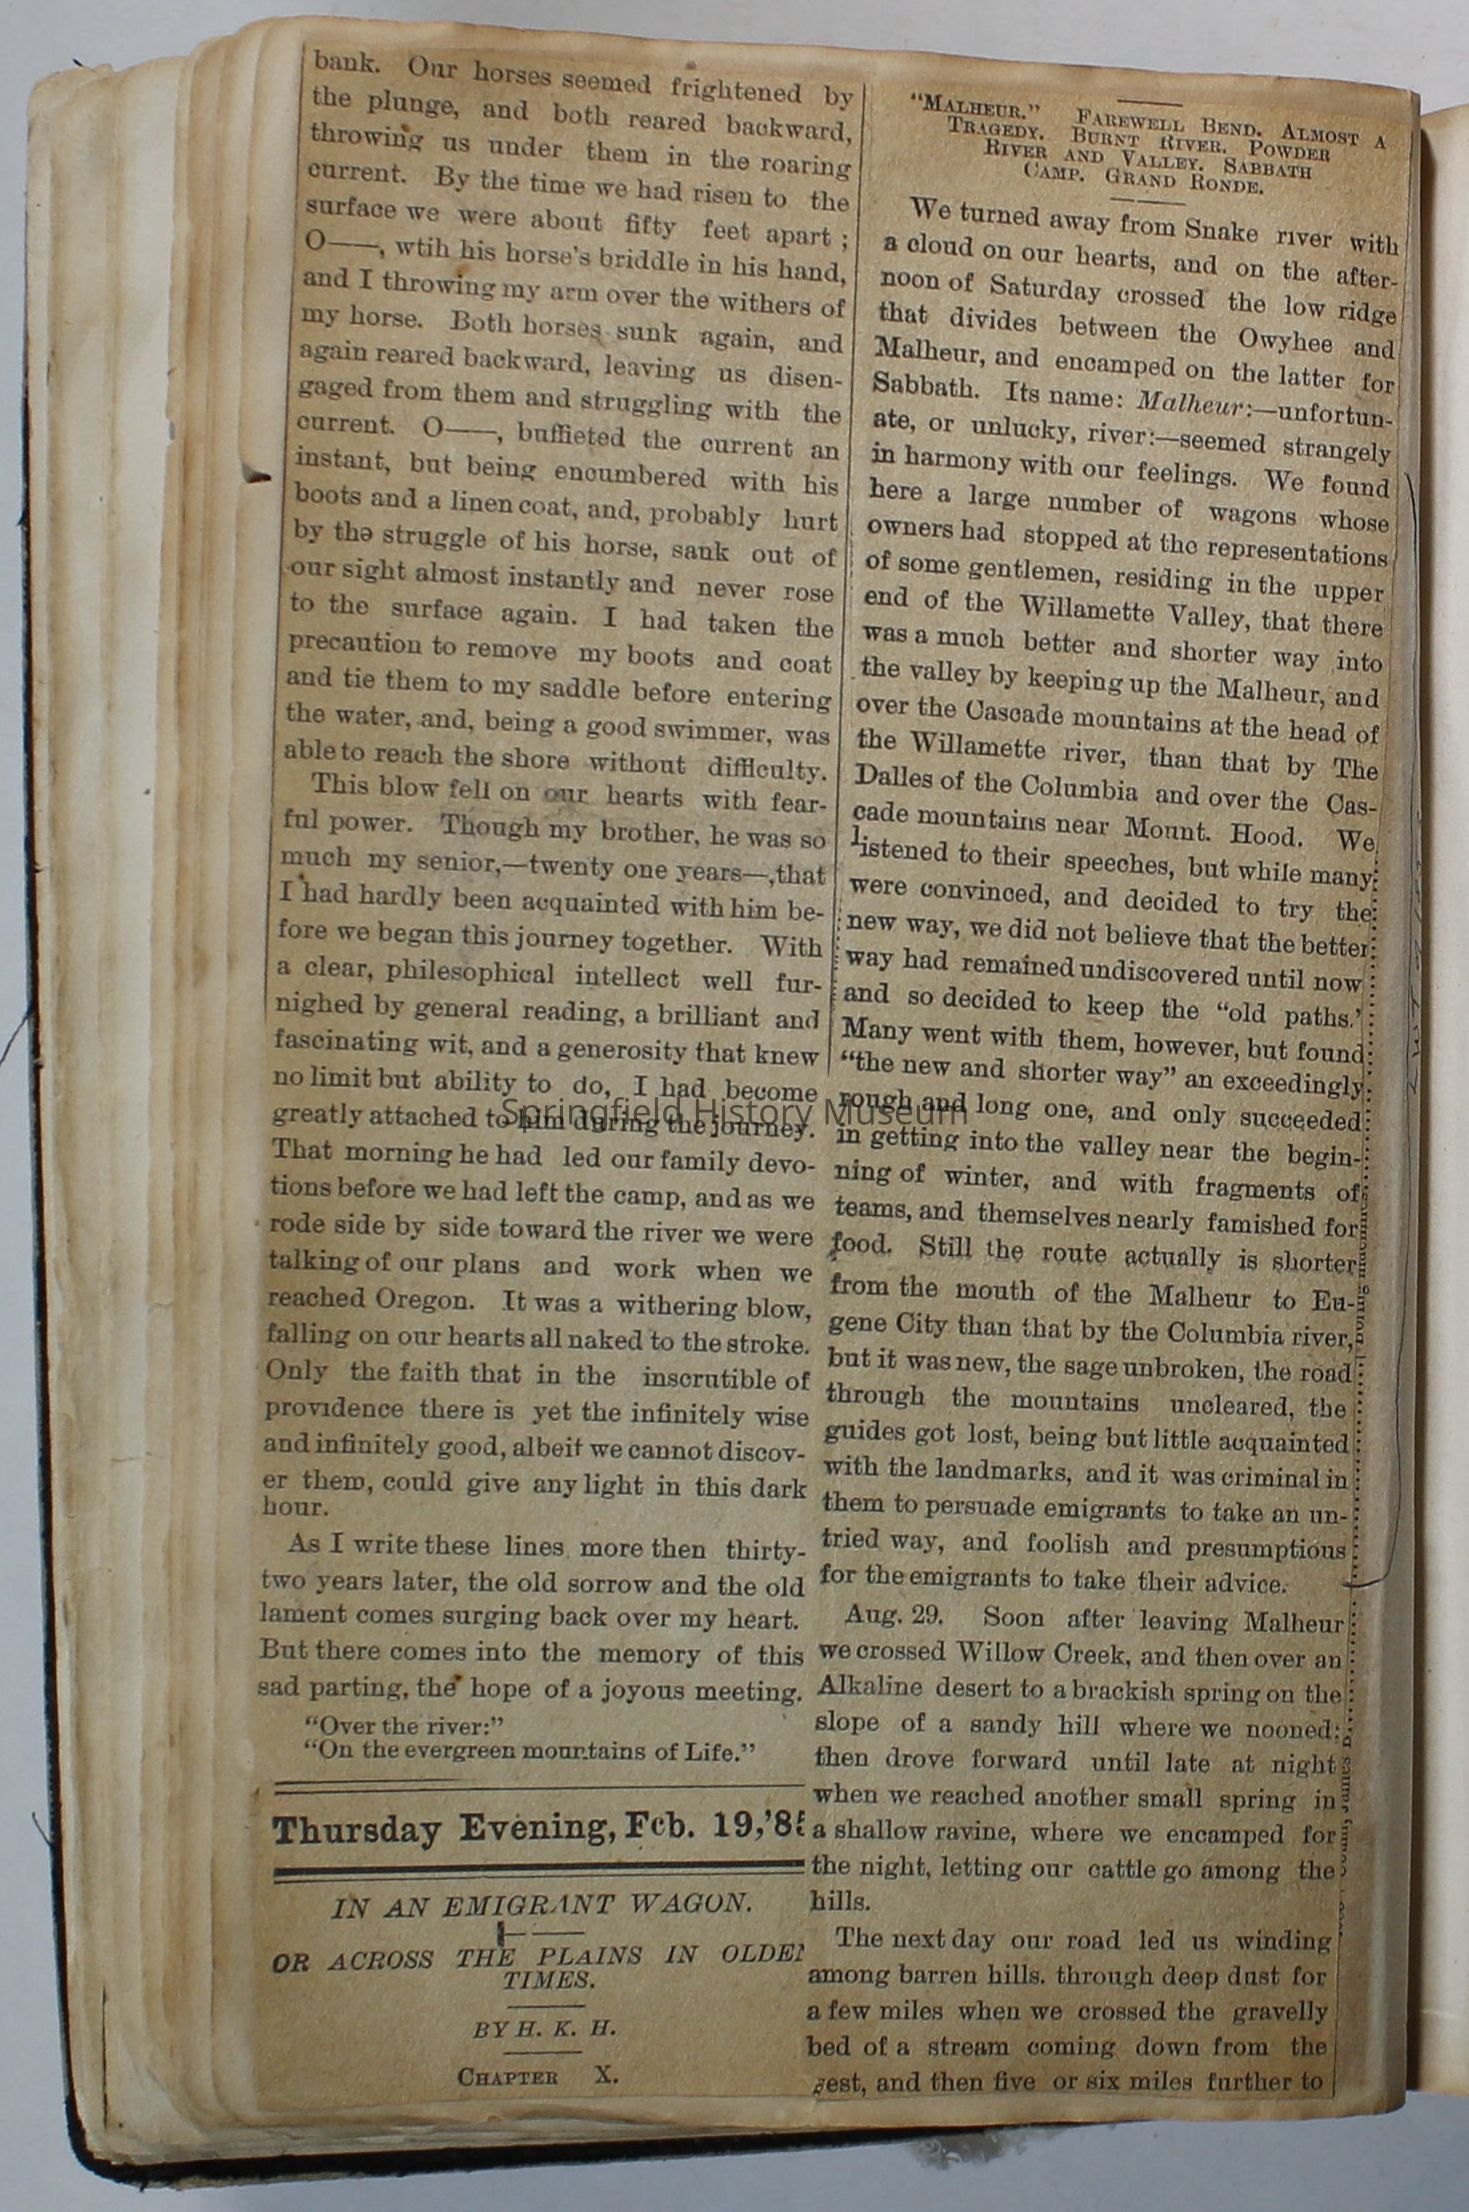 bank. Our horses seemed frightened by
the plunge, and both reared backward,
throwing us under them in the roaring
current. By the time we had risen to the
surface we were about fifty feet apart ;
O——, wtih his horse's briddle in his hand,
and I throwing my arm over the withers of
my horse. Both horses sunk again, and
again reared backward, leaving us disen-
gaged from them and struggling with the
current. O——, buffieted the current an
instant, but being encumbered with his
boots and a linen coat, and, probably hurt
by the struggle of his horse, sank out of
our sight almost instantly and never rose
to the surface again. I had taken the
precaution to remove my boots and coat
and tie them to my saddle before entering
the water, and, being a good swimmer, was
able to reach the shore without difficulty.
This blow fell on our hearts with fear-
ful power. Though my brother, he was so
much my senior,—twenty one years—,that
I had hardly been acquainted with him be-
fore we began this journey together. With
a clear, philesophical intellect well fur-
nighed by general reading, a brilliant and
fascinating wit, and a generosity that knew
no limit but ability to do, I had become
greatly attached to him during the journey.
That morning he had led our family devo-
tions before we had left the camp, and as we
rode side by side toward the river we were
talking of our plans and work when we
reached Oregon. It was a withering blow,
falling on our hearts all naked to the stroke.
Only the faith that in the inscrutible of
providence there is yet the infinitely wise
and infinitely good, albeit we cannot discov-
er them, could give any light in this dark
hour.
As I write these lines more then thirty-
two years later, the old sorrow and the old
lament comes surging back over my heart.
But there comes into the memory of this
sad parting, the hope of a joyous meeting.
"Over the river:"
"On the evergreen mountains of Life."
Thursday Evening, Feb. 19,'85
IN AN EMIGRANT WAGON.
OR ACROSS THE PLAINS IN OLDEN
TIMES.
BY H. K. H.
CHAPTER X.
"MALHEUR." FAREWELL BEND. ALMOST A
TRAGEDY. BURNT RIVER. POWDER
RIVER AND VALLEY. SABBATH
CAMP. GRAND RONDE.
We turned away from Snake river with
a cloud on our hearts, and on the after-
noon of Saturday crossed the low ridge
that divides between the Owyhee and
Malheur, and encamped on the latter for
Sabbath. Its name: Malheur:—unfortun-
ate, or unlucky, river:—seemed strangely
in harmony with our feelings. We found
here a large number of wagons whose
owners had stopped at the representations
of some gentlemen, residing in the upper
end of the Willamette Valley, that there
was a much better and shorter way into
the valley by keeping up the Malheur, and
over the Cascade mountains at the head of
the Willamette river, than that by The
Dalles of the Columbia and over the Cas-
cade mountains near Mount. Hood. We
listened to their speeches, but while many
were convinced, and decided to try the
new way, we did not believe that the better
way had remained undiscovered until now
and so decided to keep the "old paths.'
Many went with them, however, but found
"the new and shorter way" an exceedingly
rough and long one, and only succeeded
in getting into the valley near the begin-
ning of winter, and with fragments of
teams, and themselves nearly famished for
food. Still the route actually is shorter
from the mouth of the Malheur to Eu-
gene City than that by the Columbia river,
but it was new, the sage unbroken, the road
through the mountains uncleared, the
guides got lost, being but little acquainted
with the landmarks, and it was criminal in
them to persuade emigrants to take an un-
tried way, and foolish and presumptious
for the emigrants to take their advice.
Aug. 29. Soon after leaving Malheur
we crossed Willow Creek, and then over an
Alkaline desert to a brackish spring on the
slope of a sandy hill where we nooned;
then drove forward until late at night
when we reached another small spring in
a shallow ravine, where we encamped for
the night, letting our cattle go among the
hills.
The next day our road led us winding
among barren hills. through deep dust for
a few miles when we crossed the gravelly
bed of a stream coming down from the
west, and then five or six miles further to
Springfield History Museum